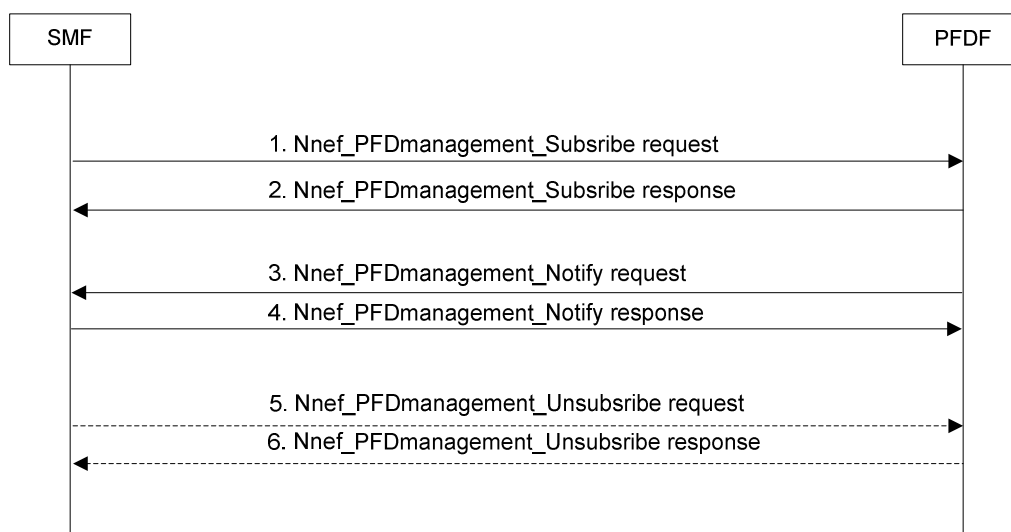 SMF
PFDF
1. Nnef_PFDmanagement_Subsribe request
2. Nnef_PFDmanagement_Subsribe response
3. Nnef_PFDmanagement_Notify request
4. Nnef_PFDmanagement_Notify response
5. Nnef_PFDmanagement_Unsubsribe request
6. Nnef_PFDmanagement_Unsubsribe response